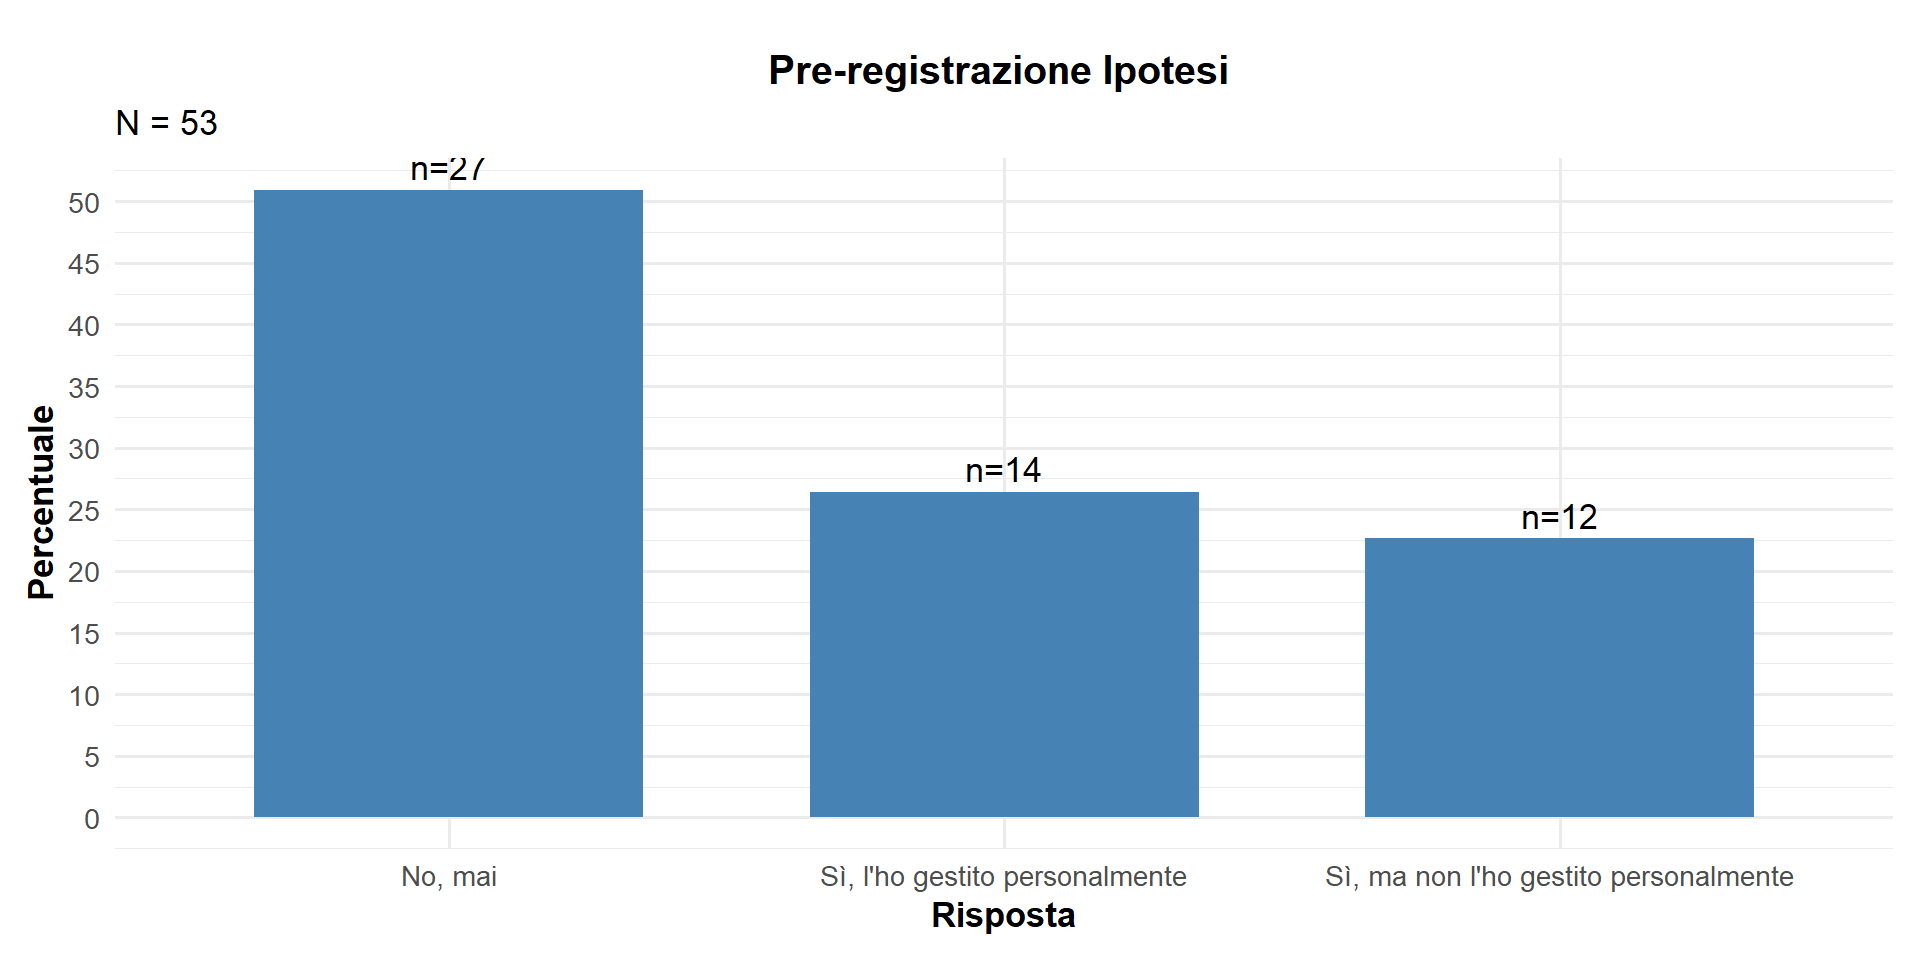 Pre-registrazione Ipotesi
N = 53
n=27
n=14
n=12
50
45
40
35
30
25
20
15
10
5
0
Percentuale
No, mai
Sì, l'ho gestito personalmente
Sì, ma non l'ho gestito personalmente
Risposta